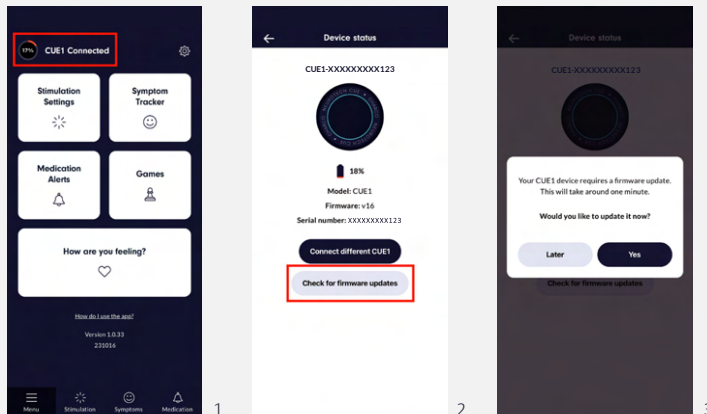 17%
CUE1 Connected
Stimulation
Settings
Symptom
Tracker
Medication
Alerts
Games
How are you feeling?
How do I use the app?
Version 1.0.33
231016
Menu
Stimulation
Symptoms
Medication
1
Device status
CUE1-XXXXXXXXX123
18%
Model: CUE1
Firmware: v16
Serial number: XXXXXXXXX123
Connect different CUE1
Check for firmware updates
2
Device status
CUE1-XXXXXXXXX123
Your CUE1 device requires a firmware update.
This will take around one minute.
Would you like to update it now?
Later
Yes
Check for firmware updates